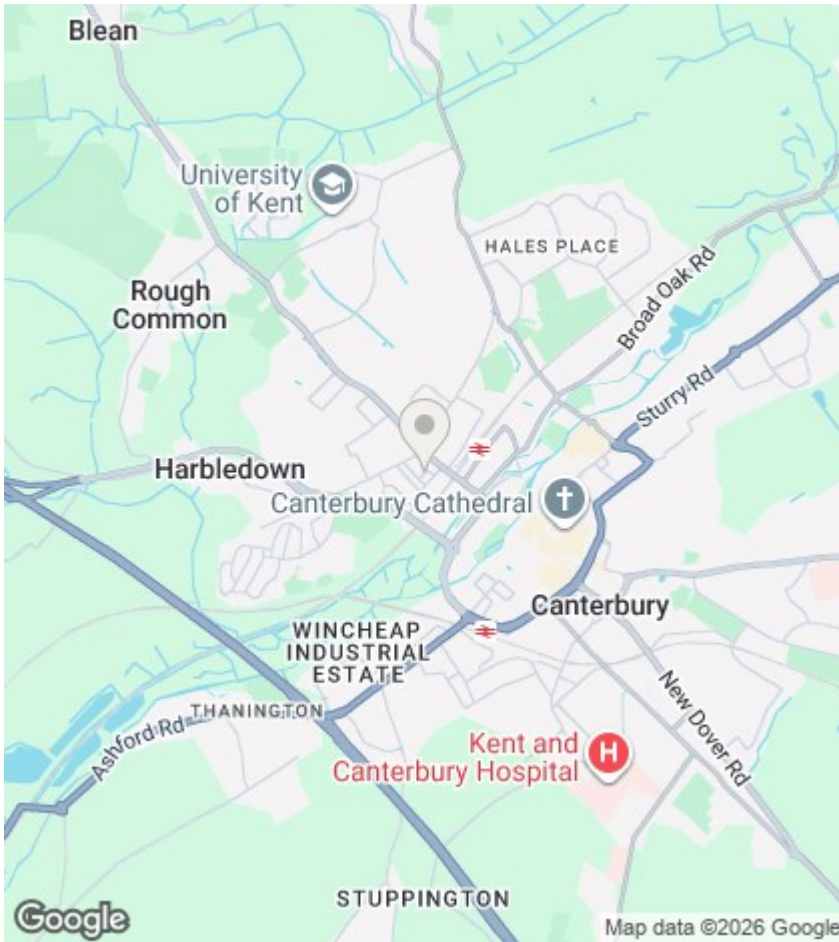 Blean
University
of Kent
HALES PLACE
Rough
Common
Broad Oak Rd
Sturry Rd
Harbledown
Canterbury Cathedral
Canterbury
WINCHEAP
INDUSTRIAL
ESTATE
THANINGTON
Ashford Rd
New Dover Rd
Kent and
Canterbury Hospital
H
STUPPINGTON
Google
Map data ©2026 Google